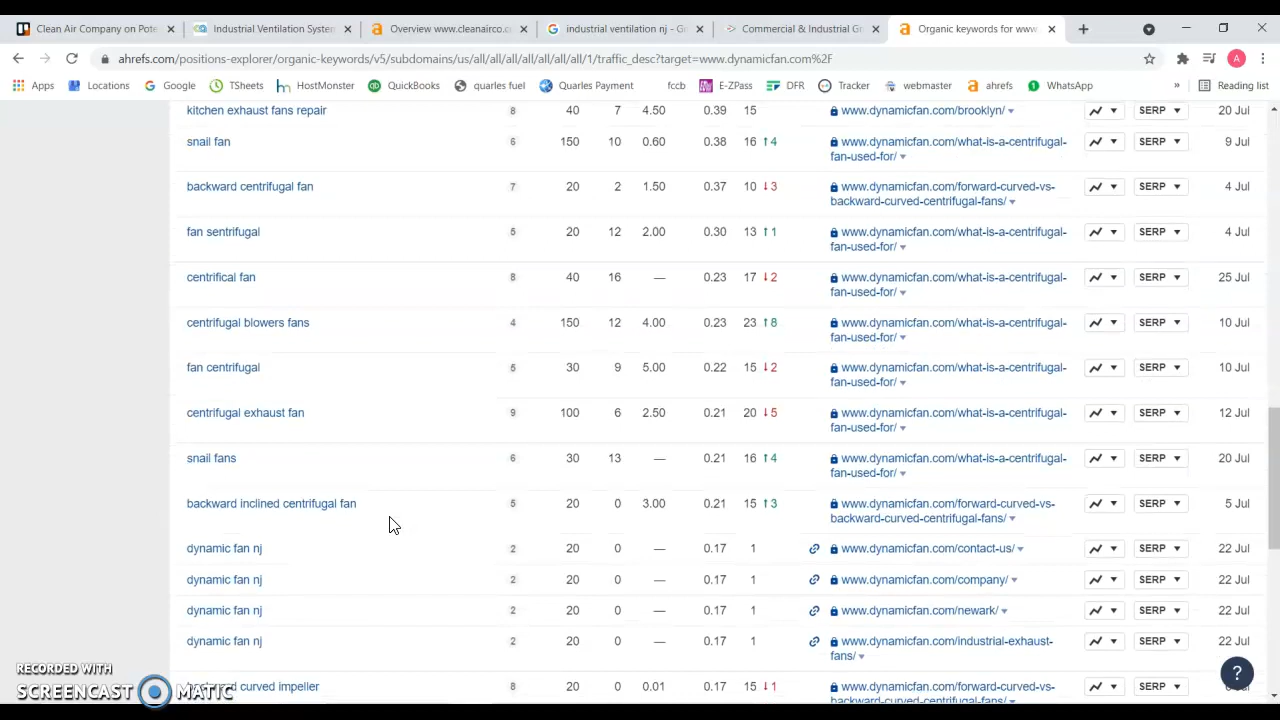 Clean Air Company on Pote
Industrial Ventilation System
Overview www.cleanairco.c
industrial ventilation nj - G
Commercial & Industrial Gr
Organic keywords for www.
ahrefs.com/positions-explorer/organic-keywords/v5/subdomains/us/all/all/all/all/all/all/all/1/traffic_desc?target=www.dynamicfan.com%2F
A
Apps Locations Google TSheets HostMonster QuickBooks quarles fuel Quarles Payment fccb E-ZPass DFR Tracker webmaster ahrefs WhatsApp » Reading list
kitchen exhaust fans repair 8 40 7 4.50 0.39 15 www.dynamicfan.com/brooklyn/ SERP 20 Jul
snail fan 6 150 10 0.60 0.38 16 ↑4 www.dynamicfan.com/what-is-a-centrifugal- SERP 9 Jul
fan-used-for/
backward centrifugal fan 7 20 2 1.50 0.37 10 ↓3 www.dynamicfan.com/forward-curved-vs- SERP 4 Jul
backward-curved-centrifugal-fans/
fan sentrifugal 5 20 12 2.00 0.30 13 ↑1 www.dynamicfan.com/what-is-a-centrifugal- SERP 4 Jul
fan-used-for/
centrifical fan 8 40 16 — 0.23 17 ↓2 www.dynamicfan.com/what-is-a-centrifugal- SERP 25 Jul
fan-used-for/
centrifugal blowers fans 4 150 12 4.00 0.23 23 ↑8 www.dynamicfan.com/what-is-a-centrifugal- SERP 10 Jul
fan-used-for/
fan centrifugal 5 30 9 5.00 0.22 15 ↓2 www.dynamicfan.com/what-is-a-centrifugal- SERP 10 Jul
fan-used-for/
centrifugal exhaust fan 9 100 6 2.50 0.21 20 ↓5 www.dynamicfan.com/what-is-a-centrifugal- SERP 12 Jul
fan-used-for/
snail fans 6 30 13 — 0.21 16 ↑4 www.dynamicfan.com/what-is-a-centrifugal- SERP 20 Jul
fan-used-for/
backward inclined centrifugal fan 5 20 0 3.00 0.21 15 ↑3 www.dynamicfan.com/forward-curved-vs- SERP 5 Jul
backward-curved-centrifugal-fans/
dynamic fan nj 2 20 0 — 0.17 1 www.dynamicfan.com/contact-us/ SERP 22 Jul
dynamic fan nj 2 20 0 — 0.17 1 www.dynamicfan.com/company/ SERP 22 Jul
dynamic fan nj 2 20 0 — 0.17 1 www.dynamicfan.com/newark/ SERP 22 Jul
dynamic fan nj 2 20 0 — 0.17 1 www.dynamicfan.com/industrial-exhaust- SERP 22 Jul
fans/
curved impeller 8 20 0 0.01 0.17 15 ↓1 www.dynamicfan.com/forward-curved-vs- SERP
backward-curved-centrifugal-fans/
?
RECORDED WITH
SCREENCAST MATIC